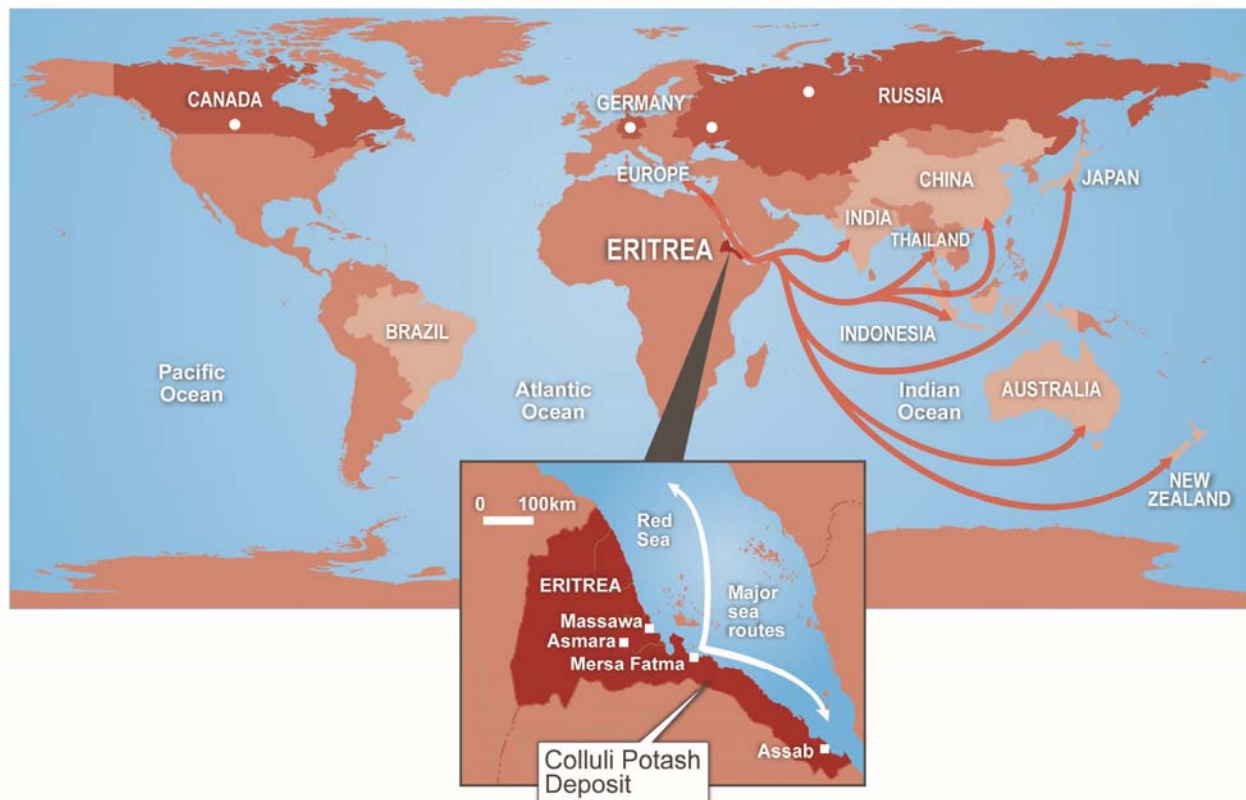 CANADA
GERMANY
RUSSIA
EUROPE
CHINA
JAPAN
INDIA
THAILAND
ERITREA
BRAZIL
INDONESIA
Pacific
Ocean
Atlantic
Ocean
Indian
Ocean
AUSTRALIA
NEW
ZEALAND
0 100km
Red
Sea
ERITREA
Major
sea
routes
Massawa
Asmara
Mersa Fatma
Assab
Colluli Potash
Deposit